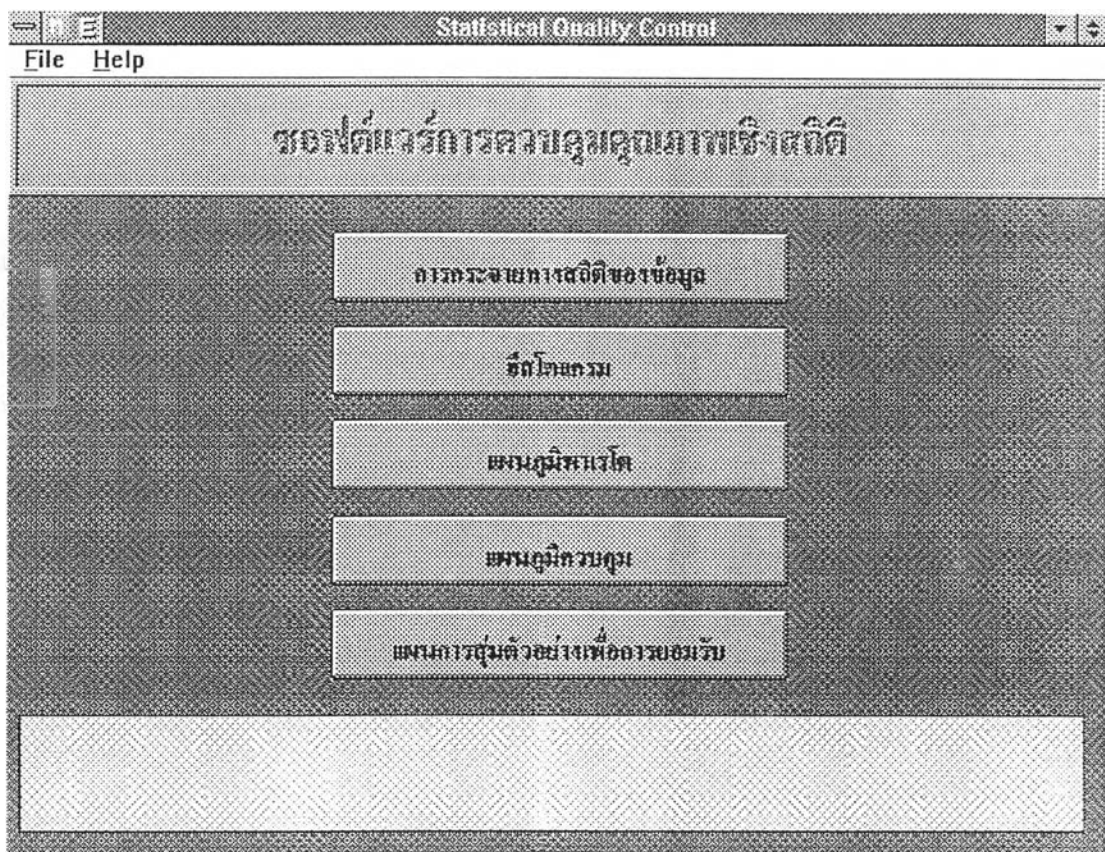 Statistical Quality Control
File Help
ซอฟต์แวร์การควบคุมคุณภาพเชิงสถิติ
การกระจายทางสถิติของข้อมูล
ฮีสโตแกรม
แผนภูมิพาเรโต
แผนภูมิควบคุม
แผนการสุ่มตัวอย่างเพื่อการยอมรับ